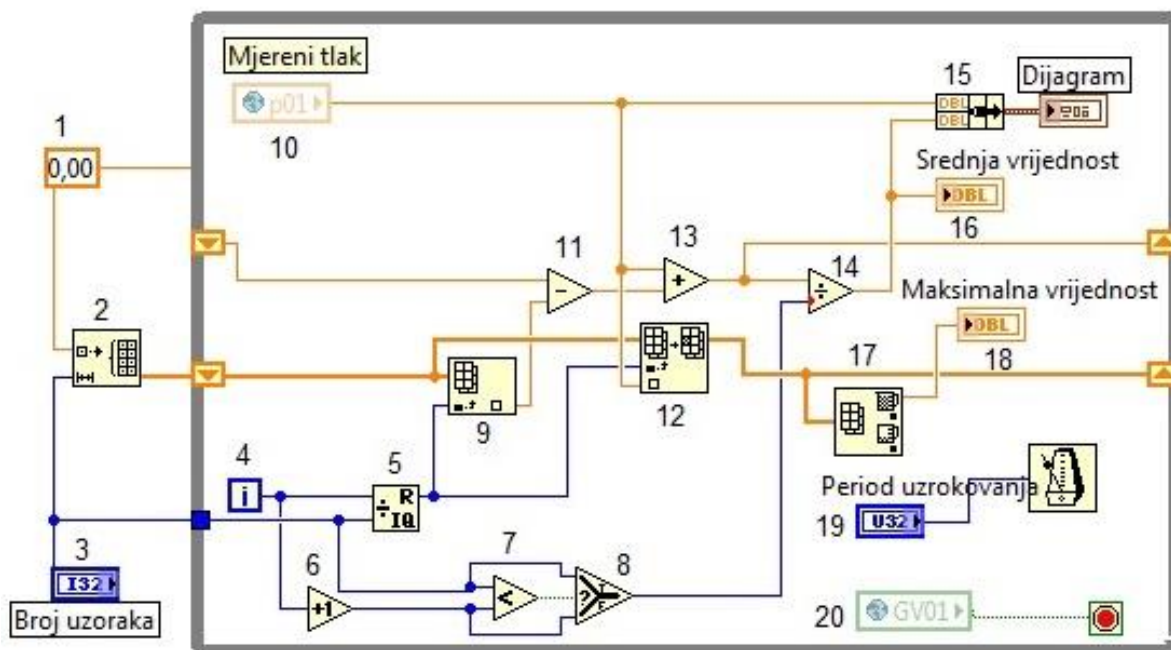 Mjereni tlak
p01
10
15
Dijagram
DBL
DBL
1
0,00
Srednja vrijednost
DBL
16
11
13
14
2
Maksimalna vrijednost
DBL
18
17
9
12
4
i
5
R
IQ
Period uzrokovanja
19
U32
3
I32
Broj uzoraka
6
+1
7
<
8
?
T
F
20
GV01